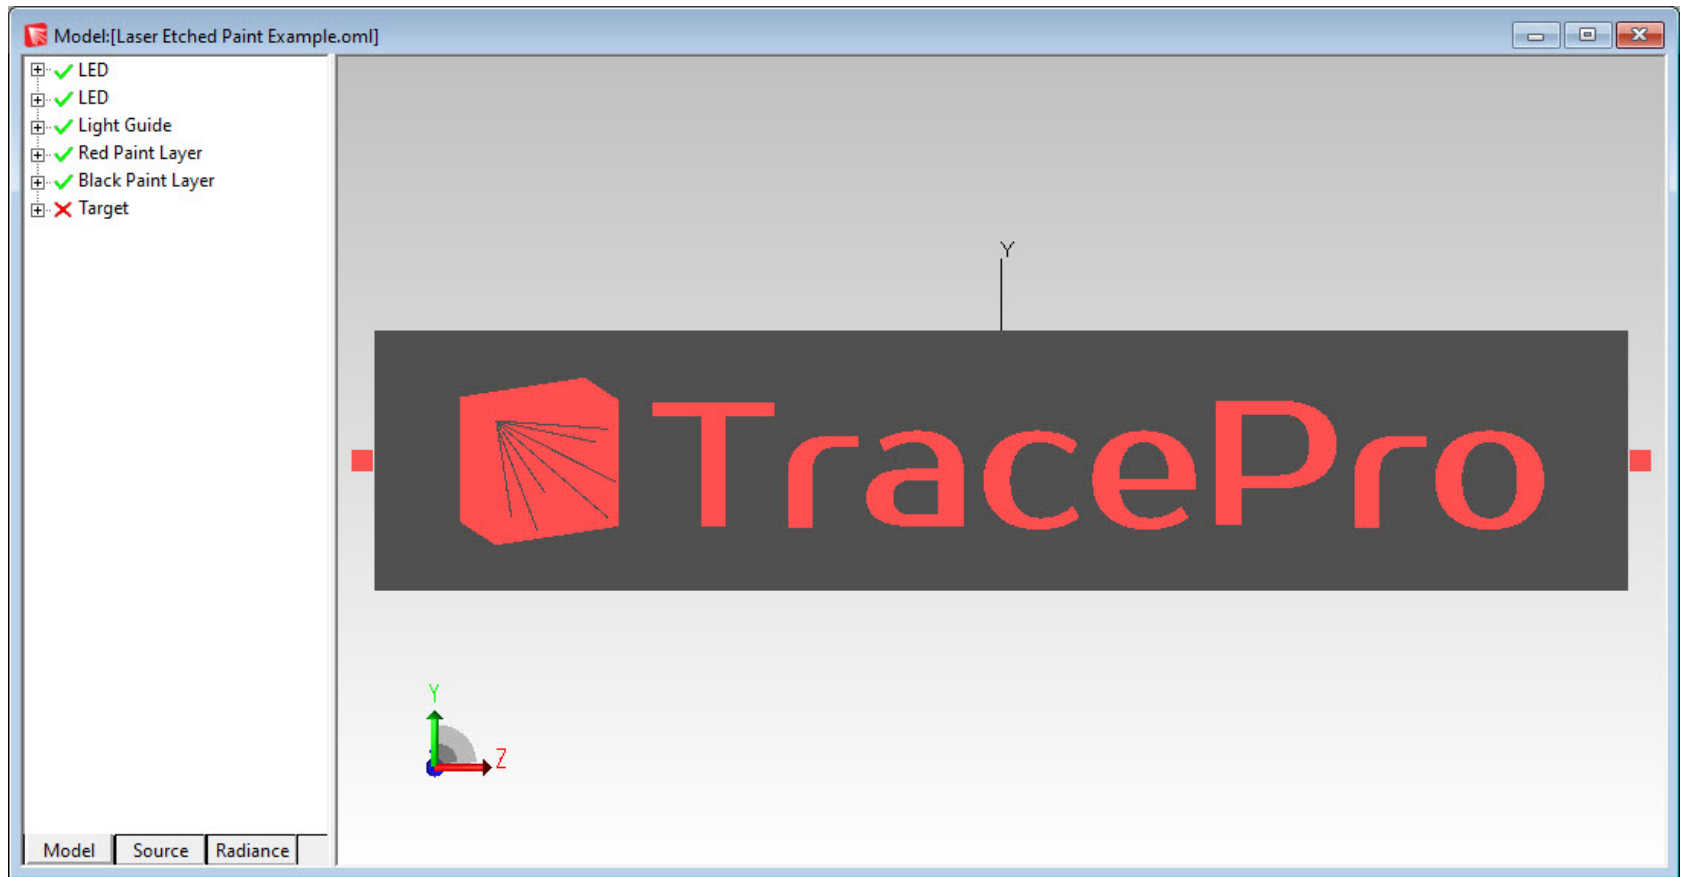 Model:[Laser Etched Paint Example.oml]
LED
LED
Light Guide
Red Paint Layer
Black Paint Layer
Target
Y
TracePro
Y
Z
Model Source Radiance